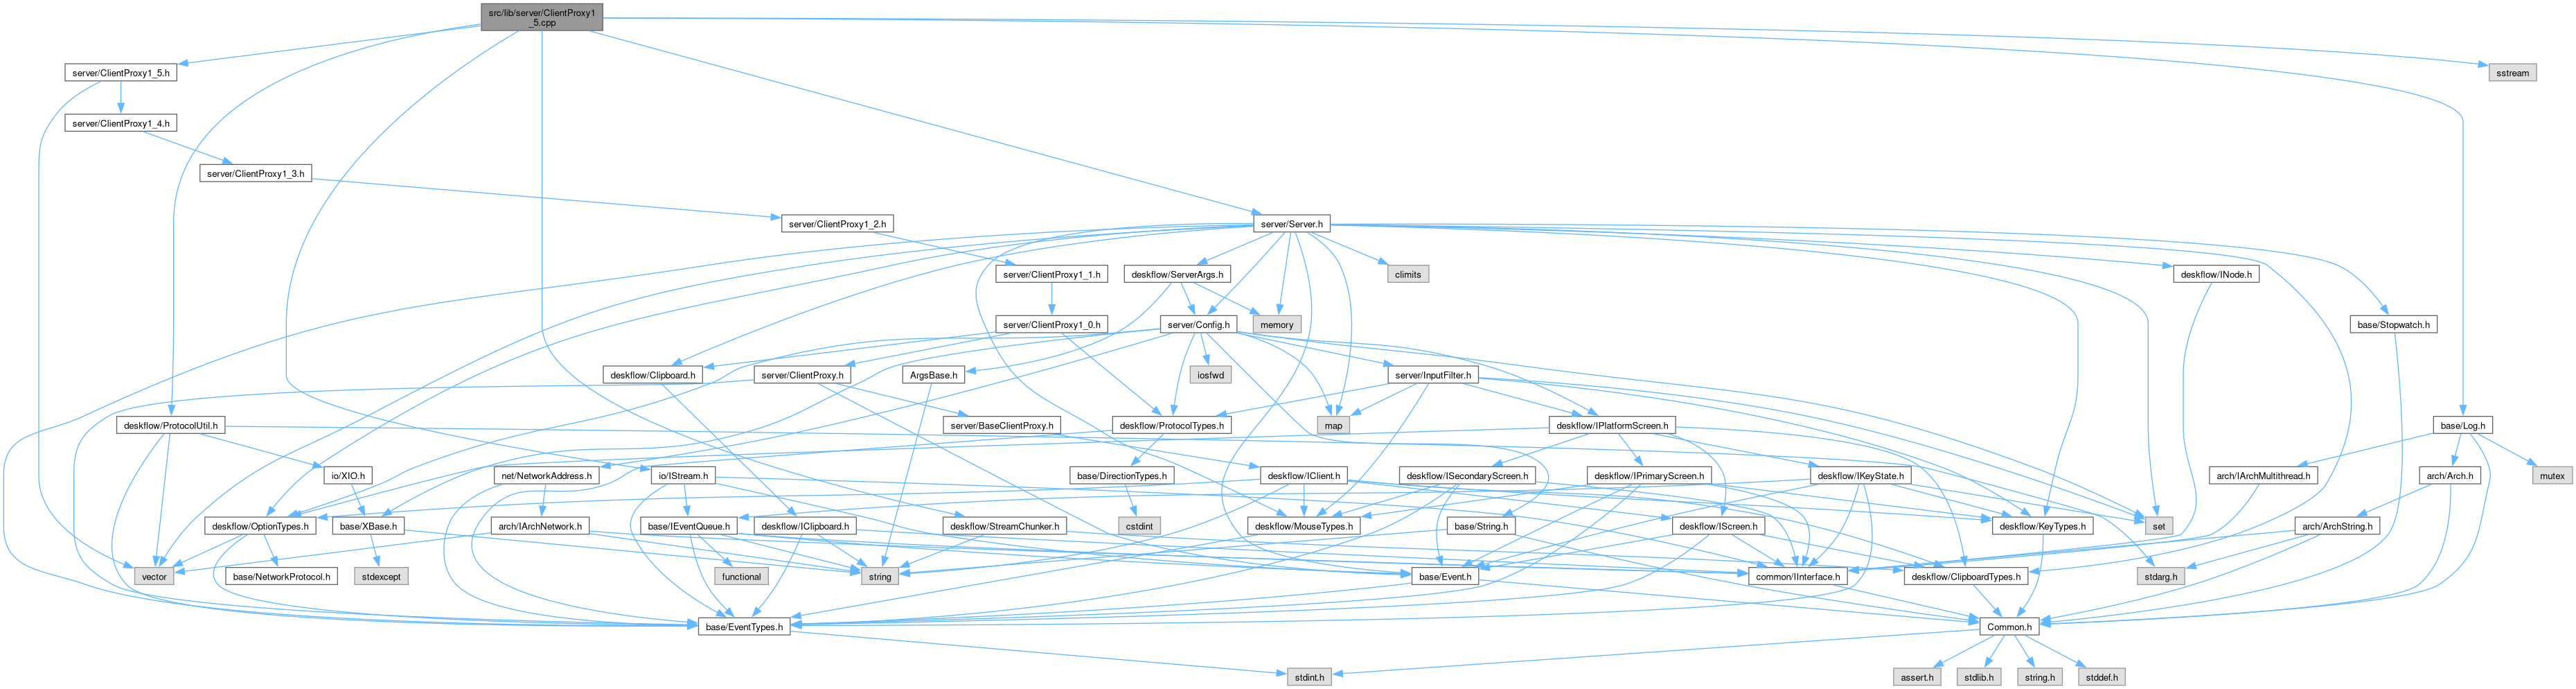 src/lib/server/ClientProxy1
_5.cpp
server/ClientProxy1_5.h
sstream
server/ClientProxy1_4.h
server/ClientProxy1_3.h
server/ClientProxy1_2.h
server/Server.h
server/ClientProxy1_1.h
deskflow/ServerArgs.h
climits
deskflow/INode.h
server/ClientProxy1_0.h
server/Config.h
memory
base/Stopwatch.h
deskflow/Clipboard.h
server/ClientProxy.h
ArgsBase.h
iosfwd
server/InputFilter.h
deskflow/ProtocolUtil.h
server/BaseClientProxy.h
deskflow/ProtocolTypes.h
map
deskflow/IPlatformScreen.h
base/Log.h
io/XIO.h
net/NetworkAddress.h
io/IStream.h
base/DirectionTypes.h
deskflow/IClient.h
deskflow/ISecondaryScreen.h
deskflow/IPrimaryScreen.h
deskflow/IKeyState.h
arch/IArchMultithread.h
arch/Arch.h
mutex
deskflow/OptionTypes.h
base/XBase.h
arch/IArchNetwork.h
base/IEventQueue.h
deskflow/IClipboard.h
deskflow/StreamChunker.h
cstdint
deskflow/MouseTypes.h
base/String.h
deskflow/IScreen.h
deskflow/KeyTypes.h
set
arch/ArchString.h
vector
base/NetworkProtocol.h
stdexcept
functional
string
base/Event.h
common/IInterface.h
deskflow/ClipboardTypes.h
stdarg.h
base/EventTypes.h
Common.h
stdint.h
assert.h
stdlib.h
string.h
stddef.h